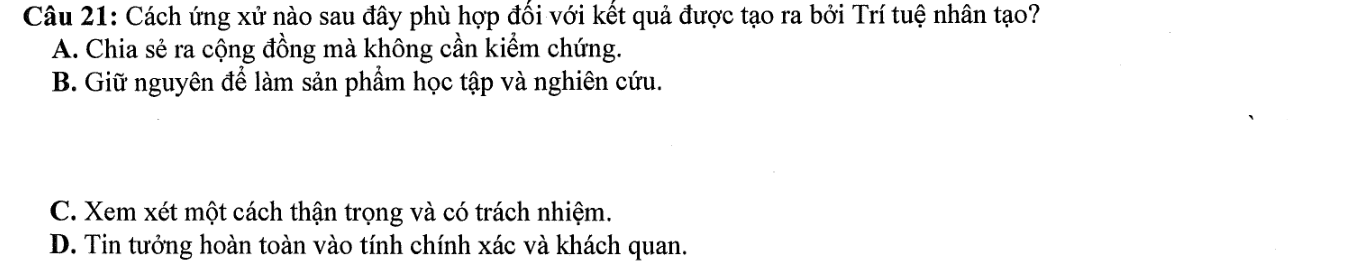 Câu 21: Cách ứng xử nào sau đây phù hợp đối với kết quả được tạo ra bởi Trí tuệ nhân tạo?
A. Chia sẻ ra cộng đồng mà không cần kiểm chứng.
B. Giữ nguyên để làm sản phẩm học tập và nghiên cứu.
C. Xem xét một cách thận trọng và có trách nhiệm.
D. Tin tưởng hoàn toàn vào tính chính xác và khách quan.